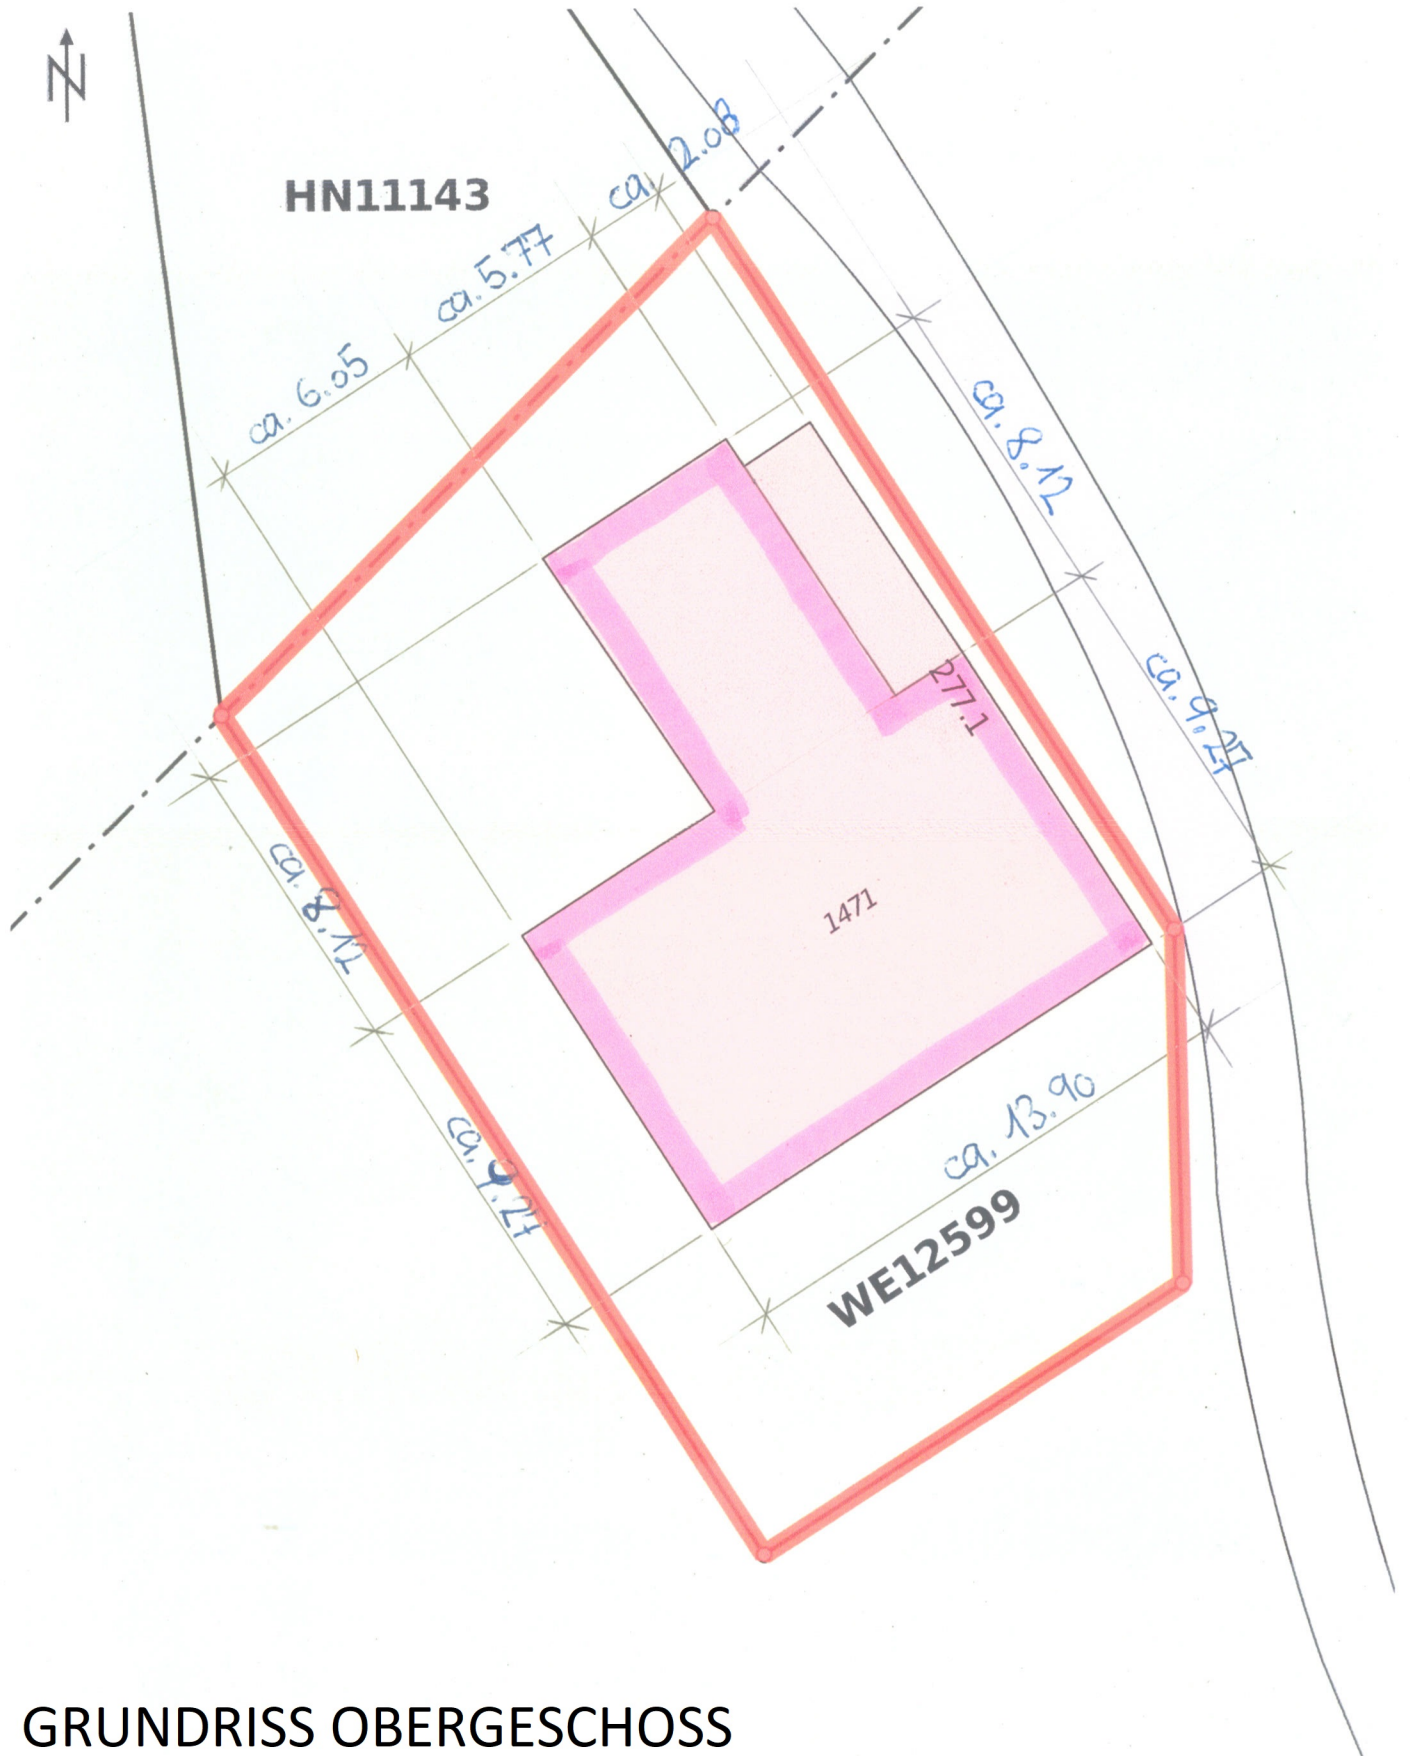 N
HN11143
ca. 2.08
ca. 5.77
ca. 6.05
ca. 8.12
ca. 9.27
277.1
1471
ca. 8.12
ca. 9.27
ca. 13.90
WE12599
GRUNDRISS OBERGESCHOSS